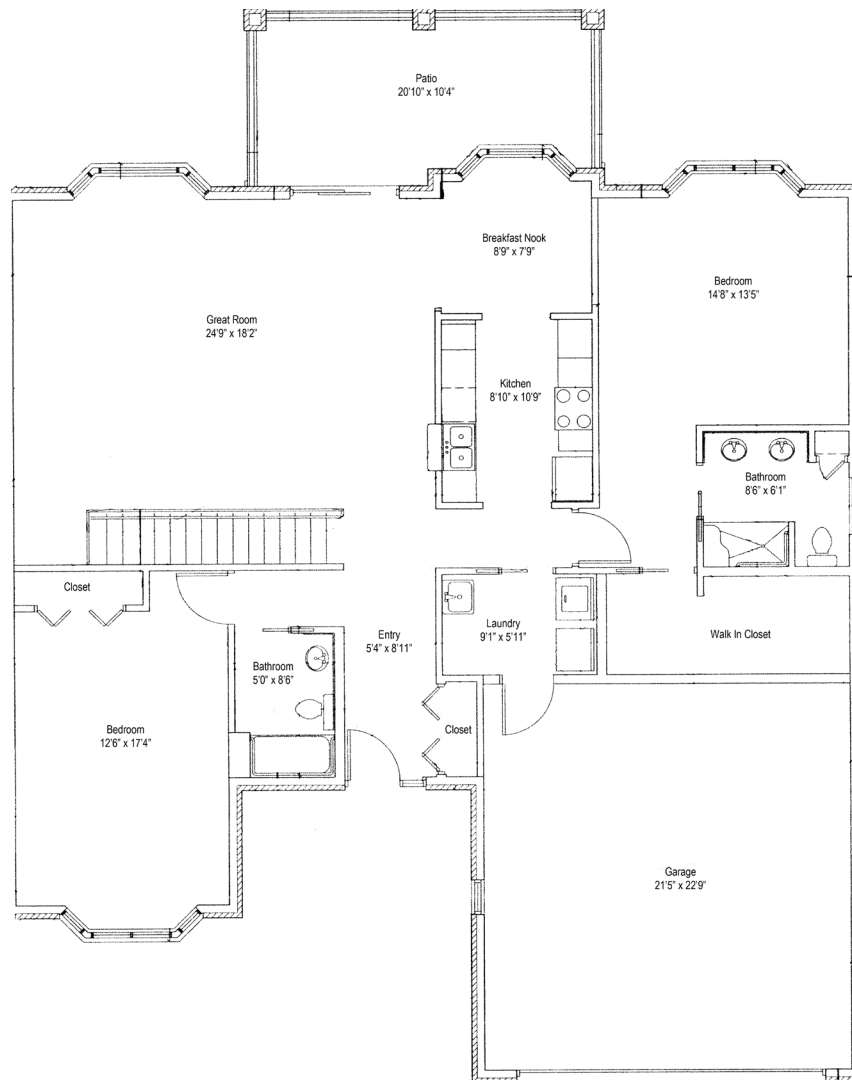 Patio
20'10" x 10'4"
Breakfast Nook
8'9" x 7'9"
Bedroom
14'8" x 13'5"
Great Room
24'9" x 18'2"
Kitchen
8'10" x 10'9"
Bathroom
8'6" x 6'1"
Closet
Laundry
9'1" x 5'11"
Entry
5'4" x 8'11"
Walk In Closet
Bathroom
5'0" x 8'6"
Bedroom
12'6" x 17'4"
Closet
Garage
21'5" x 22'9"